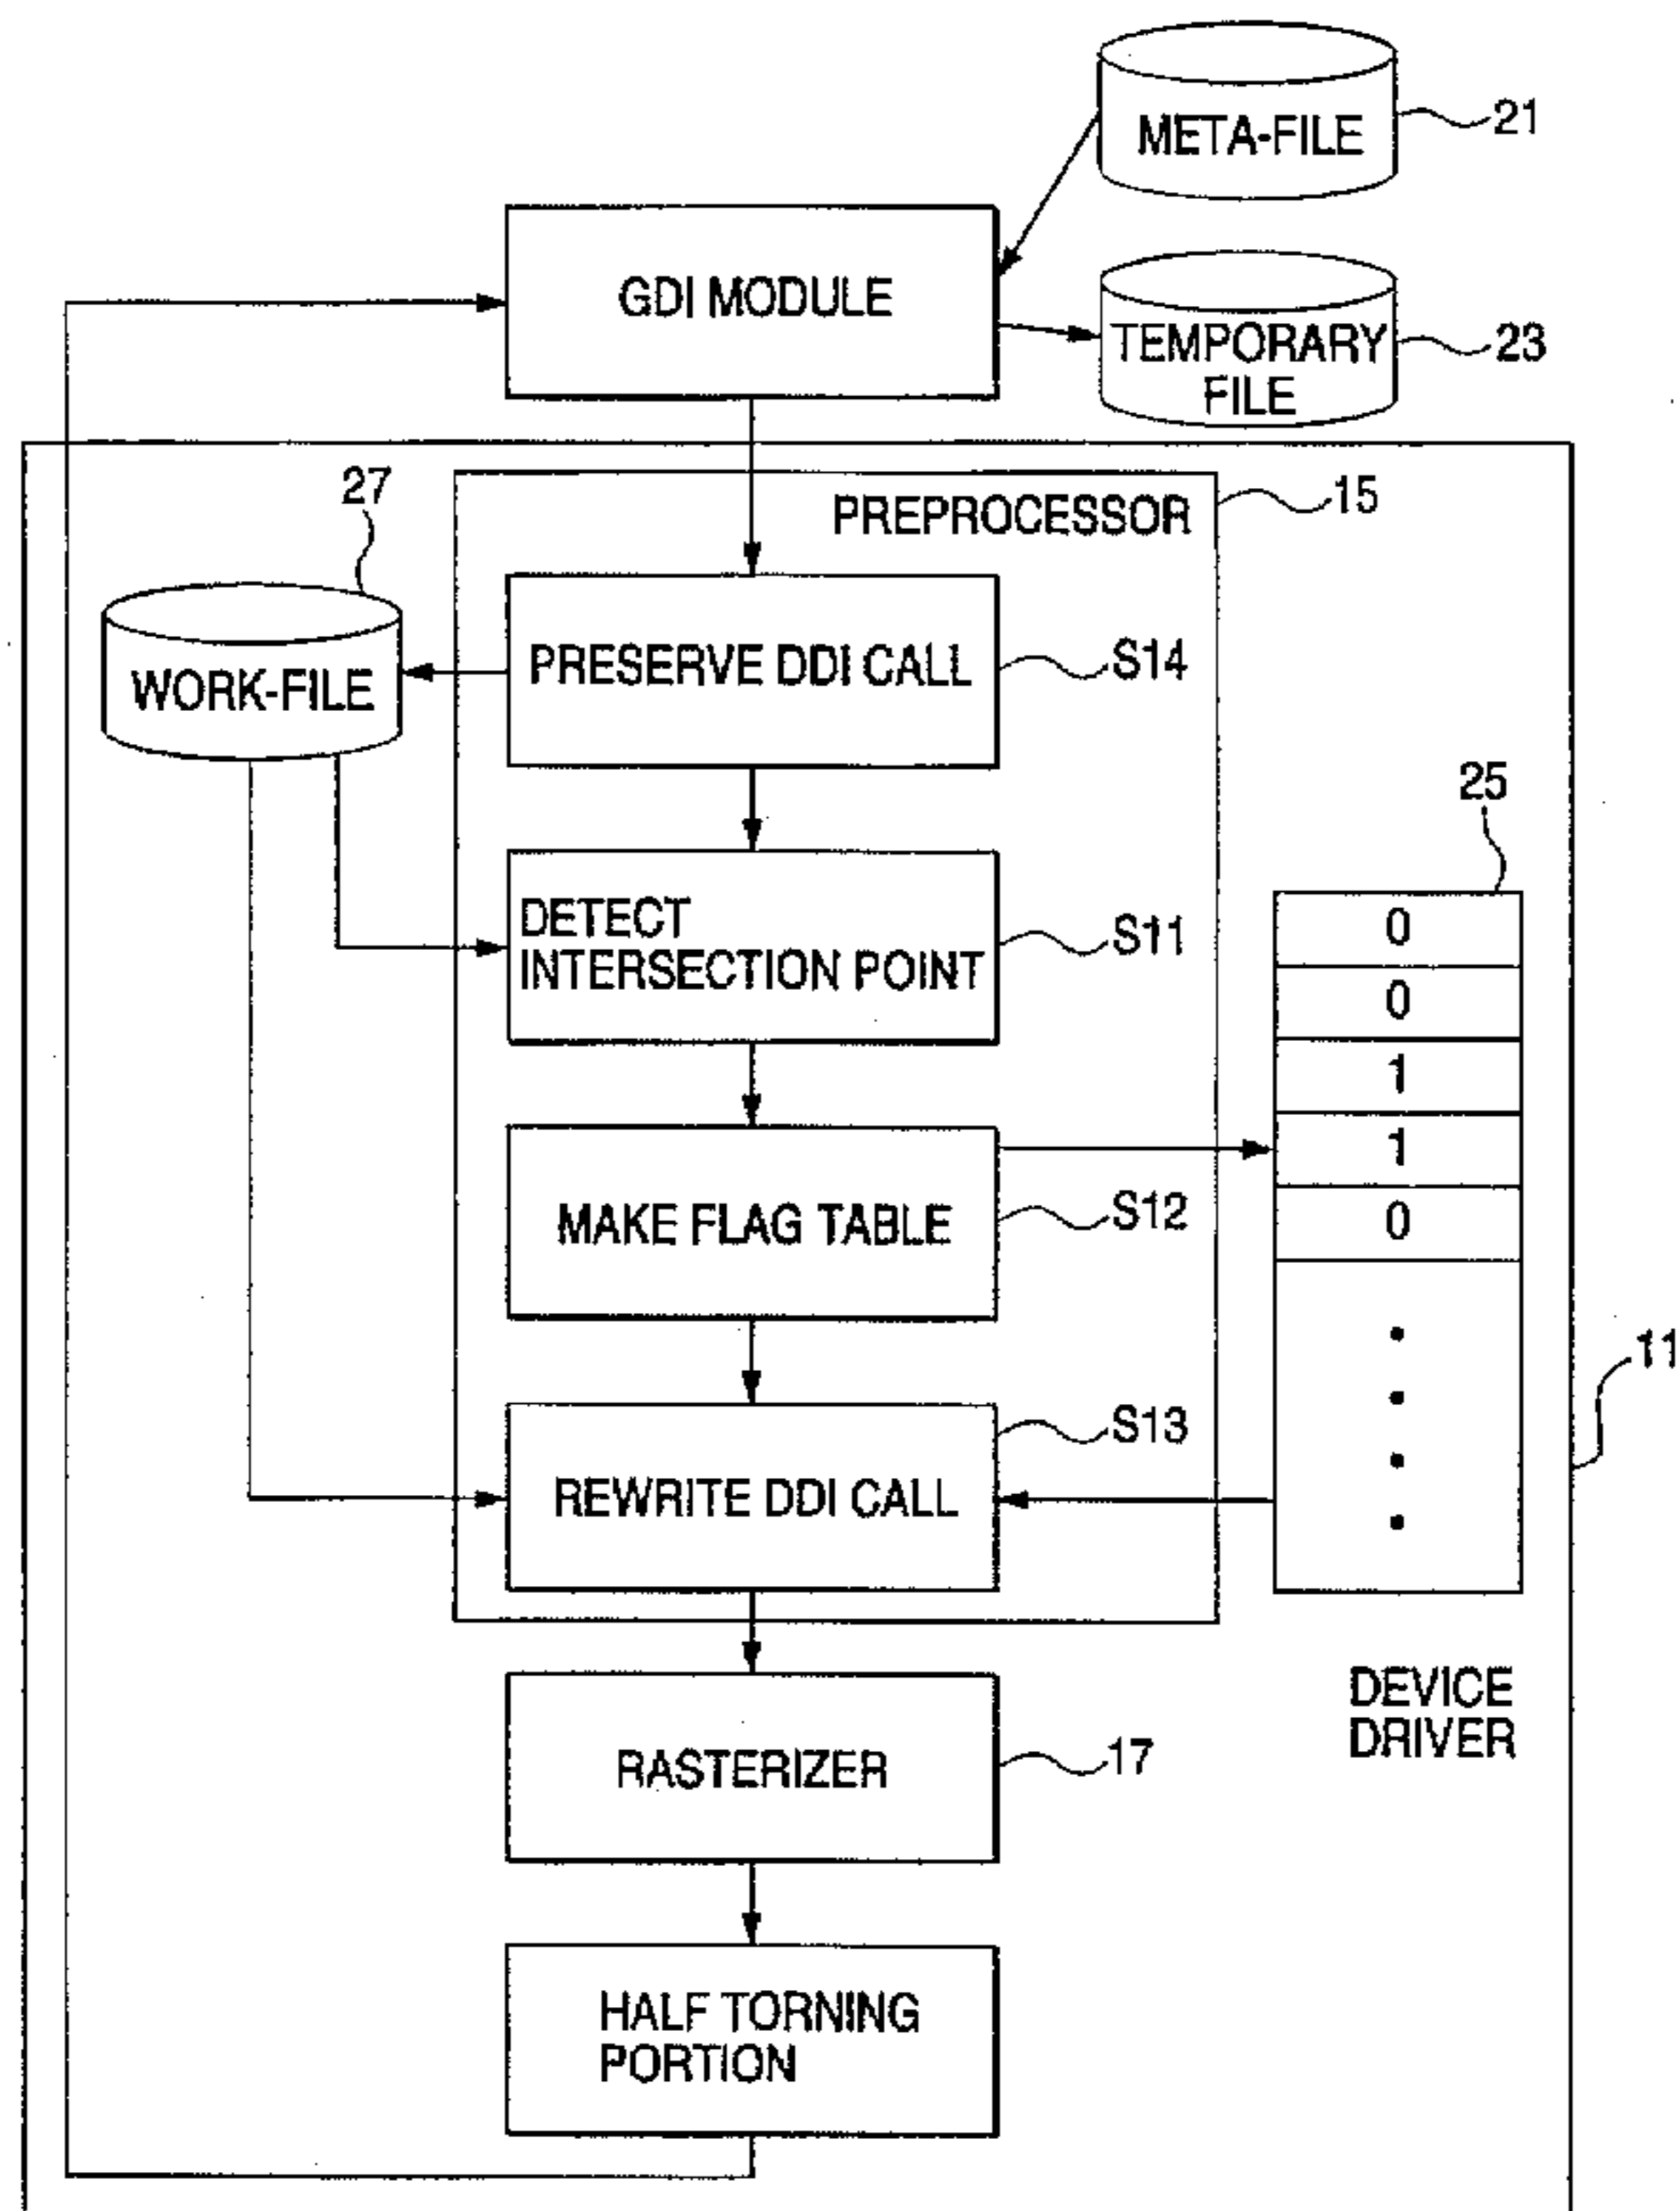 META-FILE
21
GDI MODULE
TEMPORARY
FILE
23
27
PREPROCESSOR
15
WORK-FILE
PRESERVE DDI CALL
S14
25
DETECT
INTERSECTION POINT
S11
0
0
1
1
0
MAKE FLAG TABLE
S12
11
REWRITE DDI CALL
S13
DEVICE
DRIVER
RASTERIZER
17
HALF TORNING
PORTION